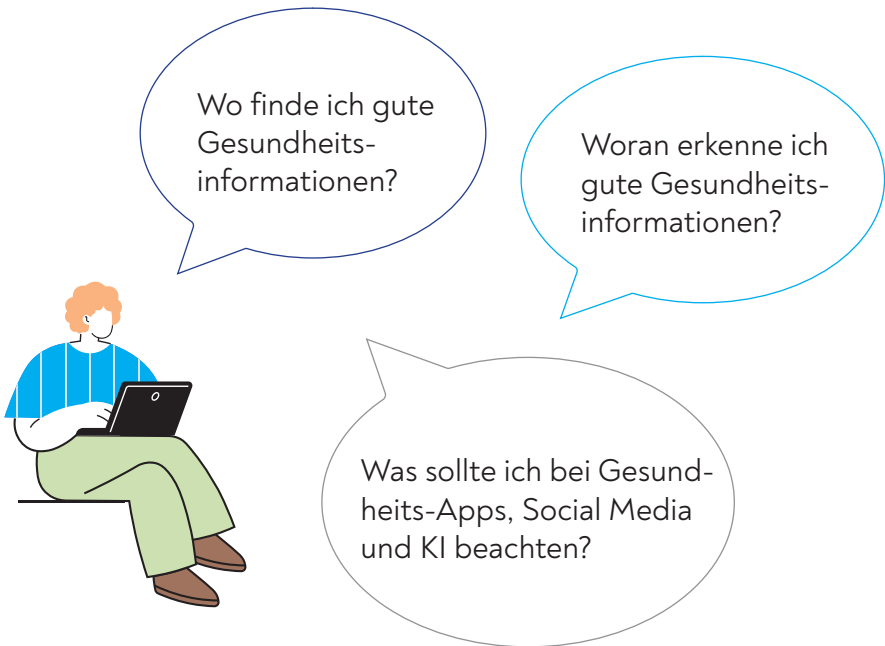 Wo finde ich gute
Gesundheits-
informationen?
Woran erkenne ich
gute Gesundheits-
informationen?
Was sollte ich bei Gesund-
heits-Apps, Social Media
und KI beachten?